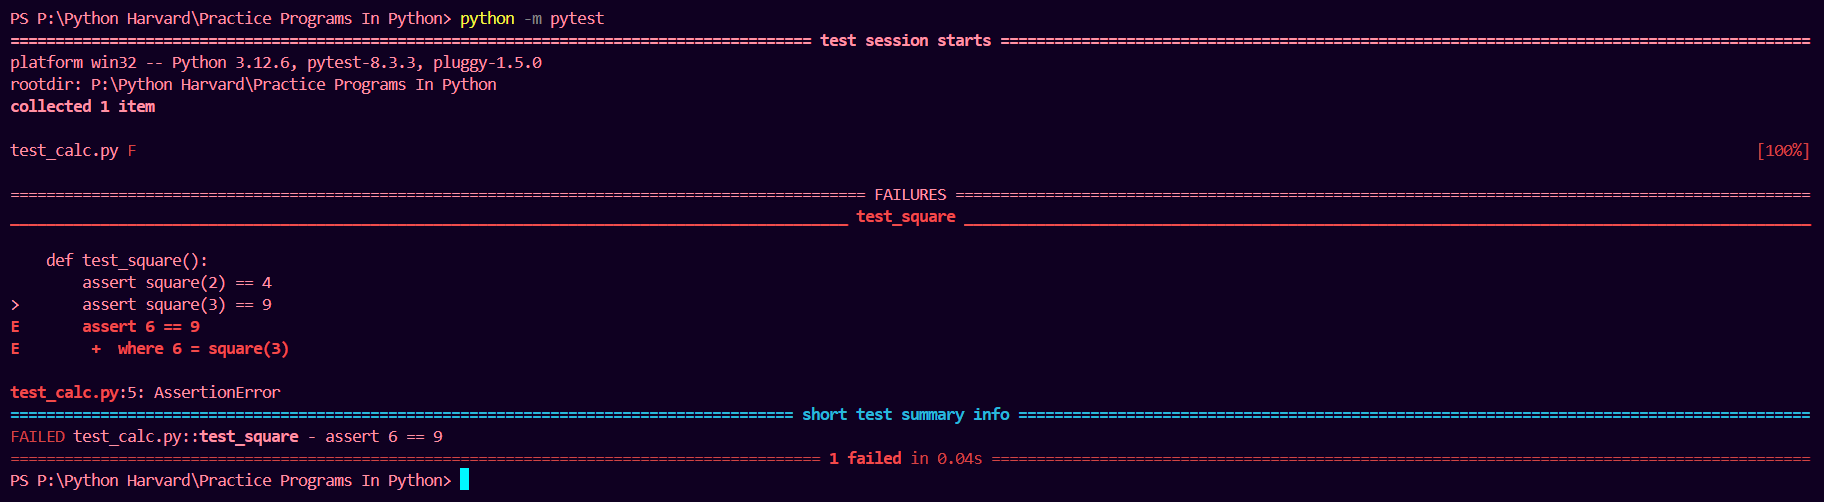 PS P:\Python Harvard\Practice Programs In Python> python -m pytest
========================================================================================= test session starts ==========================================================================================
platform win32 -- Python 3.12.6, pytest-8.3.3, pluggy-1.5.0
rootdir: P:\Python Harvard\Practice Programs In Python
collected 1 item
test_calc.py F [100%]
=============================================================================================== FAILURES ===============================================================================================
______________________________________________________________________________________________ test_square ______________________________________________________________________________________________
    def test_square():
        assert square(2) == 4
>       assert square(3) == 9
E       assert 6 == 9
E        +  where 6 = square(3)
test_calc.py:5: AssertionError
======================================================================================= short test summary info ========================================================================================
FAILED test_calc.py::test_square - assert 6 == 9
========================================================================================== 1 failed in 0.04s ===========================================================================================
PS P:\Python Harvard\Practice Programs In Python>